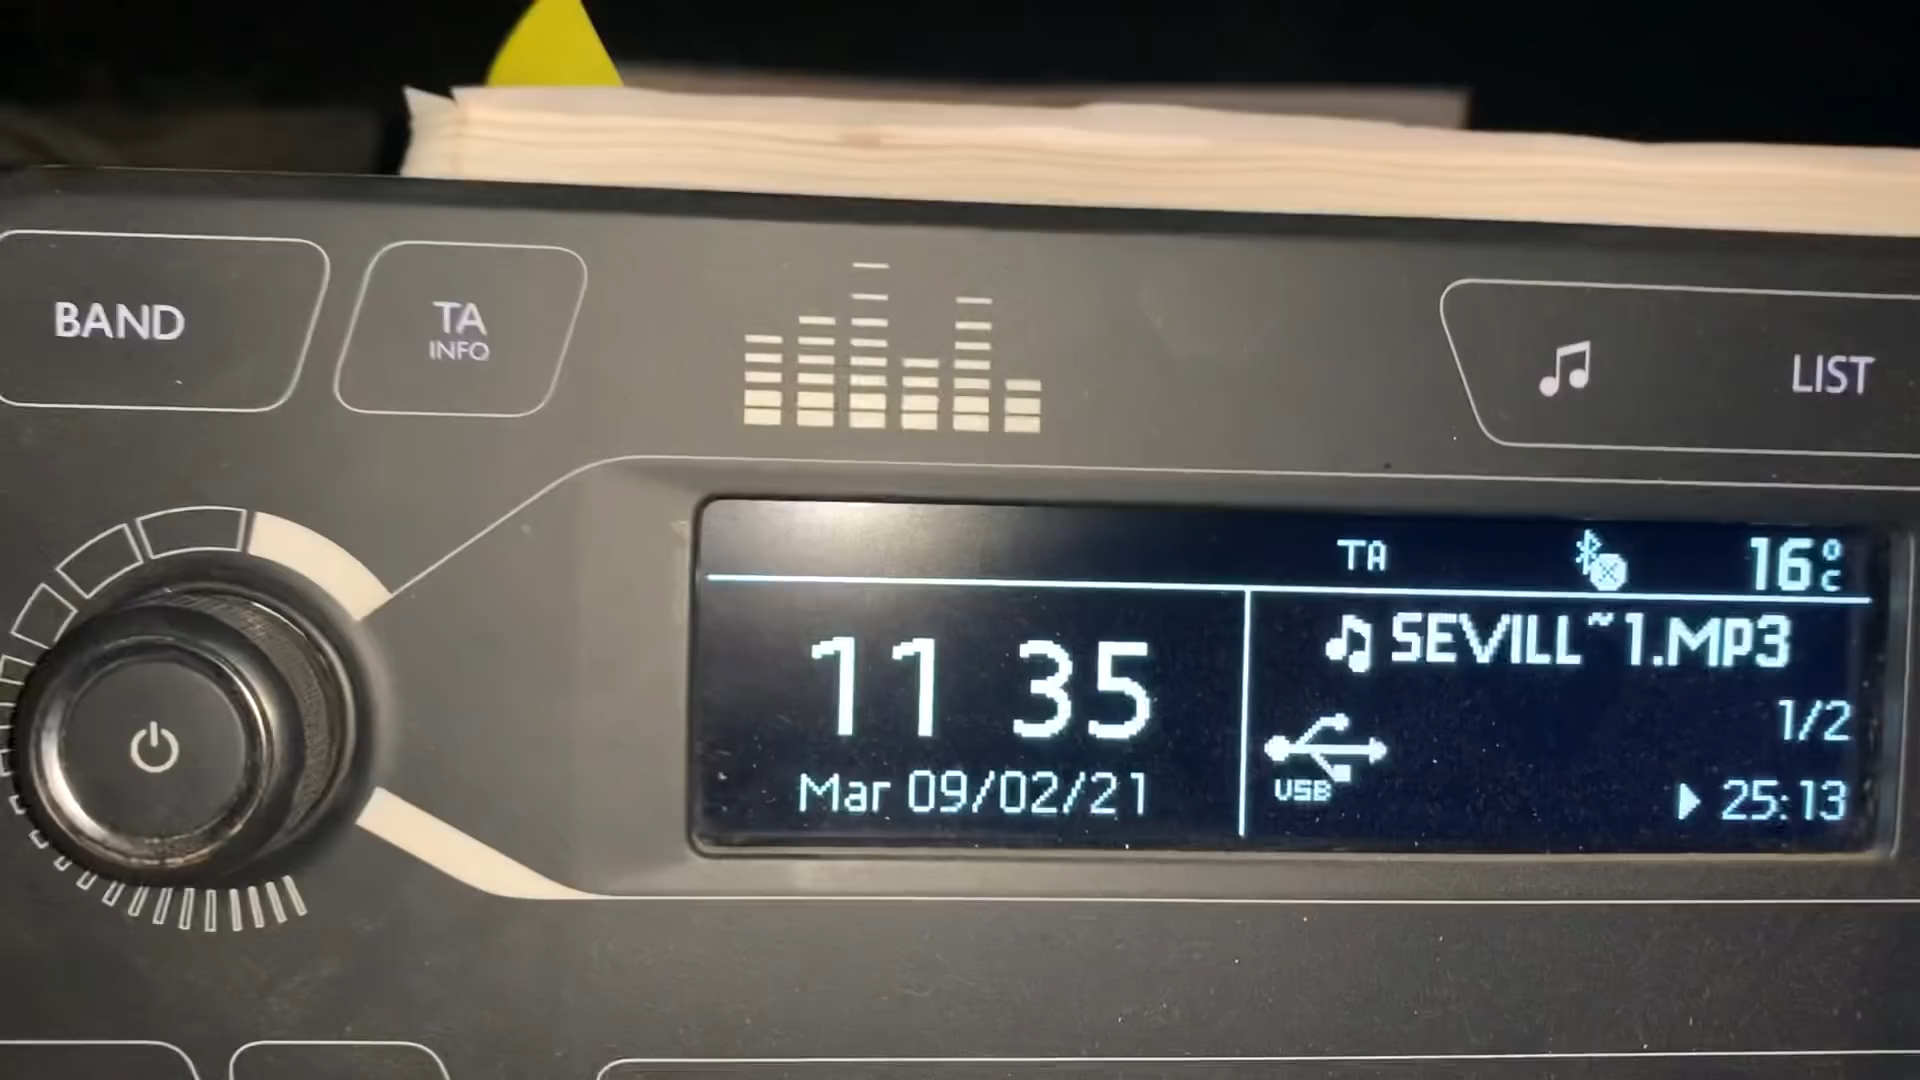 BAND
TA
INFO
LIST
TA
16°C
11 35
Mar 09/02/21
SEVILL~1.MP3
USB
1/2
25:13